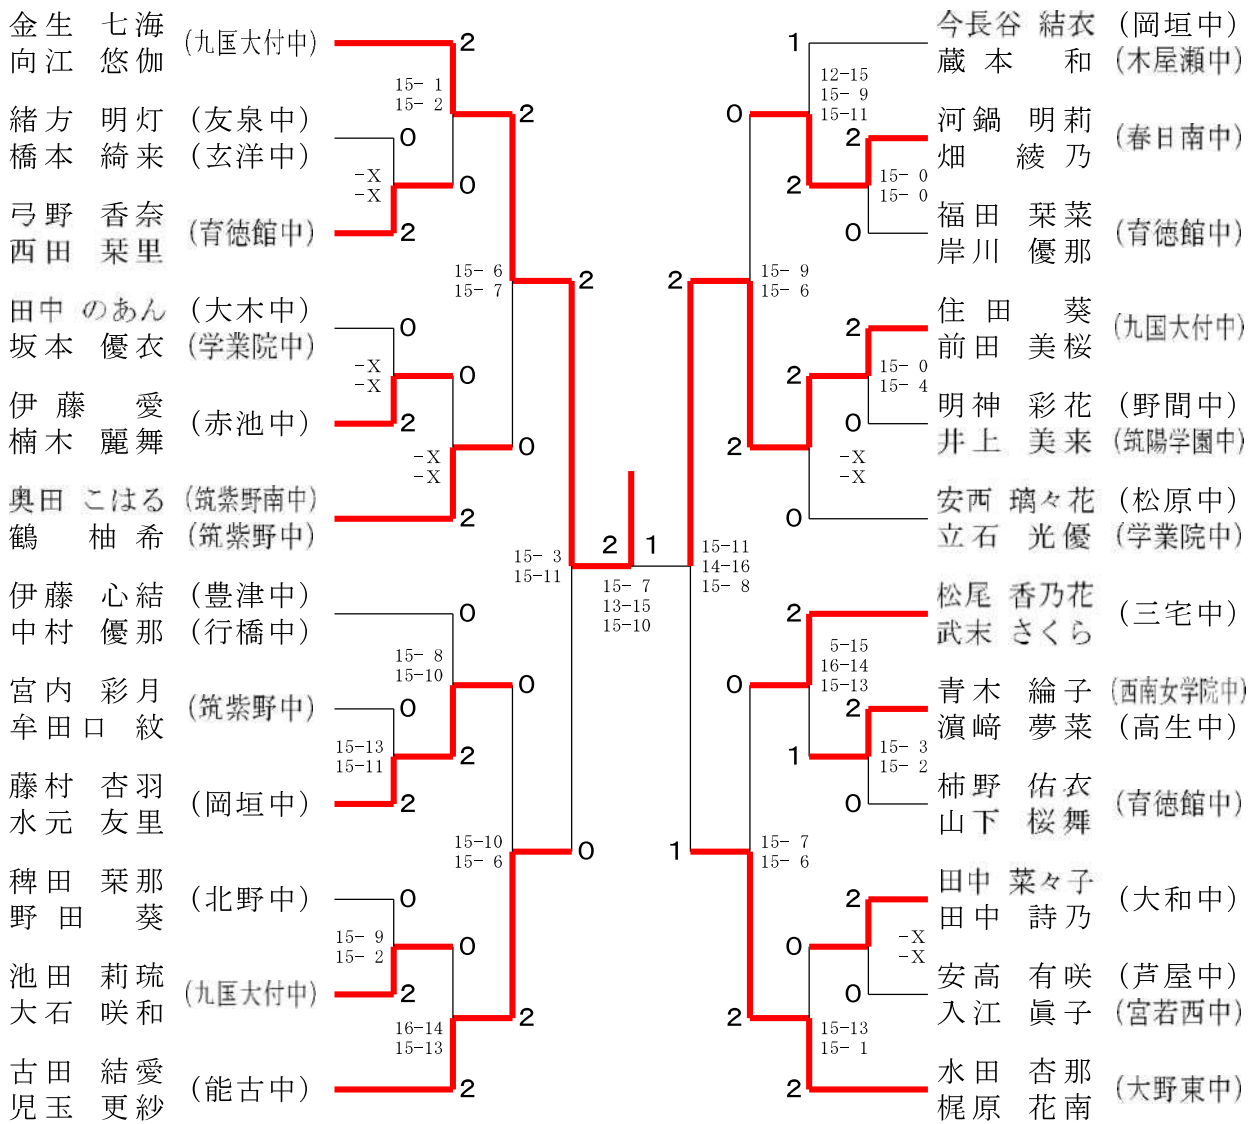 金生 七海
向江 悠伽
(九国大付中)
2
15- 1
15- 2
緒方 明灯 (友泉中)
橋本 綺来 (玄洋中)
0
2
-X
-X
0
弓野 香奈
西田 栞里
(育徳館中)
2
15- 6
15- 7
2
田中 のあん (大木中)
坂本 優衣 (学業院中)
0
-X
-X
0
伊藤 愛
楠木 麗舞
(赤池中)
2
-X
-X
0
奥田 こはる (筑紫野南中)
鶴 柚希 (筑紫野中)
2
15- 3
15-11
伊藤 心結 (豊津中)
中村 優那 (行橋中)
0
15- 8
15-10
0
宮内 彩月
牟田口 紋
(筑紫野中)
0
15-13
15-11
2
藤村 杏羽
水元 友里
(岡垣中)
2
15-10
15- 6
0
稗田 栞那
野田 葵
(北野中)
0
15- 9
15- 2
0
池田 莉琉
大石 咲和
(九国大付中)
2
16-14
15-13
2
古田 結愛
児玉 更紗
(能古中)
2
2 1
15- 7
13-15
15-10
1
今長谷 結衣 (岡垣中)
蔵本 和 (木屋瀬中)
12-15
15- 9
15-11
0
2
河鍋 明莉
畑 綾乃
(春日南中)
15- 0
15- 0
2
0
福田 栞菜
岸川 優那
(育徳館中)
2
15- 9
15- 6
2
住田 葵
前田 美桜
(九国大付中)
15- 0
15- 4
2
0
明神 彩花 (野間中)
井上 美来 (筑陽学園中)
2
-X
-X
0
安西 璃々花 (松原中)
立石 光優 (学業院中)
15-11
14-16
15- 8
2
松尾 香乃花
武末 さくら
(三宅中)
5-15
16-14
15-13
0
2
青木 綸子 (西南女学院中)
濵﨑 夢菜 (高生中)
1
15- 3
15- 2
0
柿野 佑衣
山下 桜舞
(育徳館中)
1
15- 7
15- 6
2
田中 菜々子
田中 詩乃
(大和中)
0
-X
-X
0
安高 有咲 (芦屋中)
入江 眞子 (宮若西中)
2
15-13
15- 1
2
水田 杏那
梶原 花南
(大野東中)